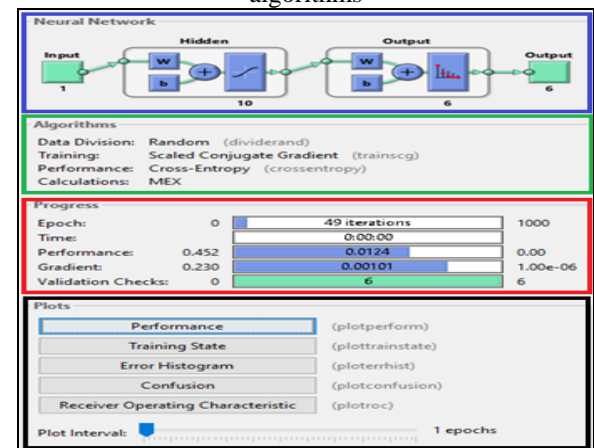 algorithms
Neural Network
Hidden
Output
Input
Output
W
W
b
b
1
10
6
6
Algorithms
Data Division: Random (dividerand)
Training: Scaled Conjugate Gradient (trainscg)
Performance: Cross-Entropy (crossentropy)
Calculations: MEX
Progress
Epoch: 0 49 iterations 1000
Time: 0:00:00
Performance: 0.452 0.0124 0.00
Gradient: 0.230 0.00101 1.00e-06
Validation Checks: 0 6 6
Plots
Performance (plotperform)
Training State (plottrainstate)
Error Histogram (ploterrhist)
Confusion (plotconfusion)
Receiver Operating Characteristic (plotroc)
Plot Interval: 1 epochs